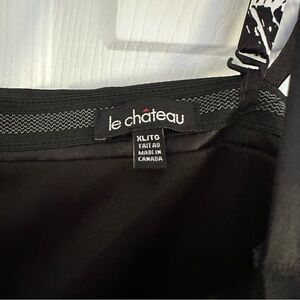 le château
XL/TG
FAIT AU
MADE IN
CANADA